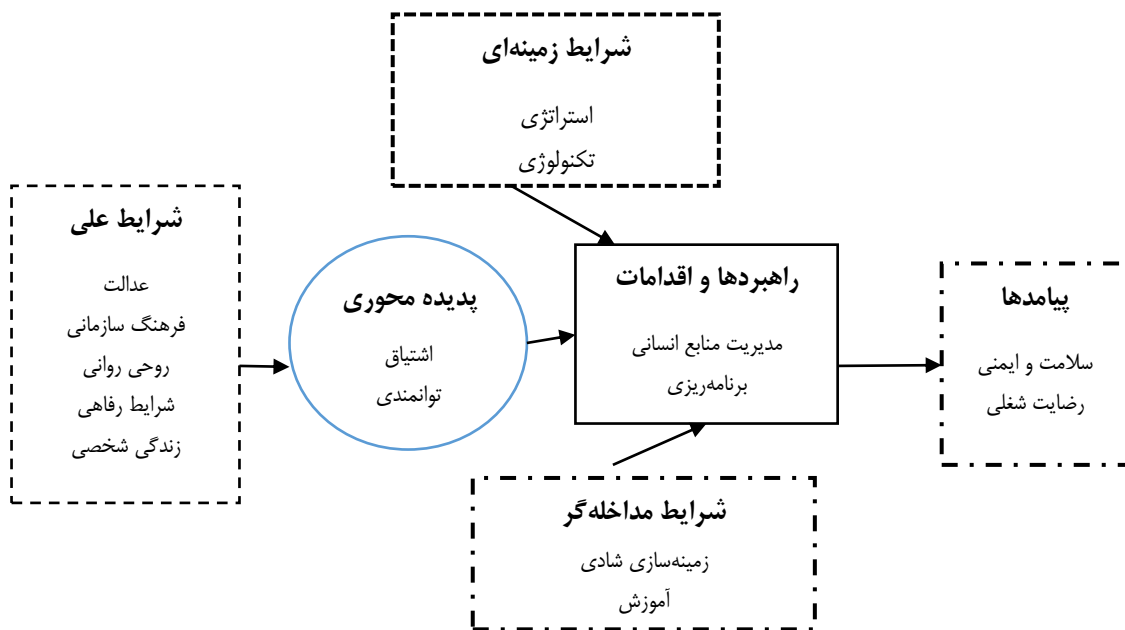 شرایط زمینه‌ای
استراتژی
تکنولوژی
شرایط علی
عدالت
فرهنگ سازمانی
روحی روانی
شرایط رفاهی
زندگی شخصی
پدیده محوری
اشتیاق
توانمندی
راهبردها و اقدامات
مدیریت منابع انسانی
برنامه‌ریزی
پیامدها
سلامت و ایمنی
رضایت شغلی
شرایط مداخله‌گر
زمینه‌سازی شادی
آموزش